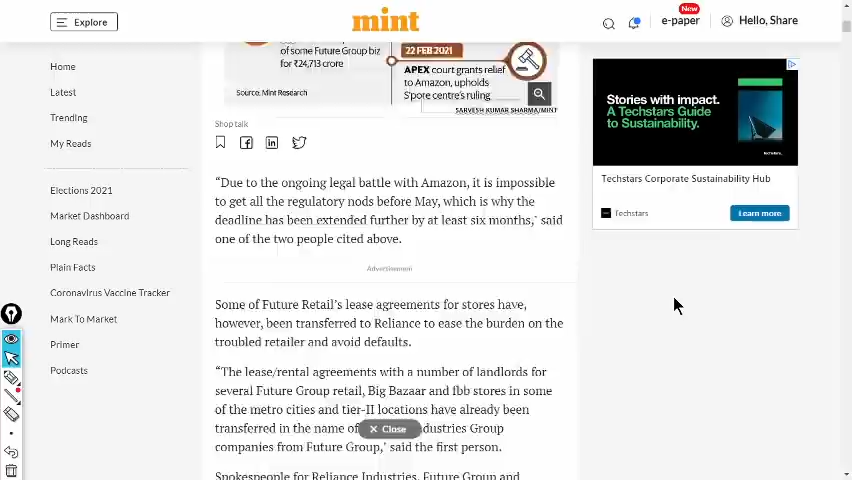 Explore
mint
New
e-paper
Hello, Share
Home
Latest
Trending
My Reads
Elections 2021
Market Dashboard
Long Reads
Plain Facts
Coronavirus Vaccine Tracker
Mark To Market
Primer
Podcasts
of some Future Group biz
for ₹24,713 crore
Source: Mint Research
22 FEB 2021
APEX court grants relief
to Amazon, upholds
S'pore centre's ruling
SARVESH KUMAR SHARMA/MINT
Shop talk
“Due to the ongoing legal battle with Amazon, it is impossible
to get all the regulatory nods before May, which is why the
deadline has been extended further by at least six months,' said
one of the two people cited above.
Advertisement
Some of Future Retail's lease agreements for stores have,
however, been transferred to Reliance to ease the burden on the
troubled retailer and avoid defaults.
“The lease/rental agreements with a number of landlords for
several Future Group retail, Big Bazaar and fbb stores in some
of the metro cities and tier-II locations have already been
transferred in the name of
Group
Close
companies from Future Group,' said the first person.
Spokespeople for Reliance Industries, Future Group and
Stories with impact.
A Techstars Guide
to Sustainability.
Techstars Corporate Sustainability Hub
Techstars
Learn more